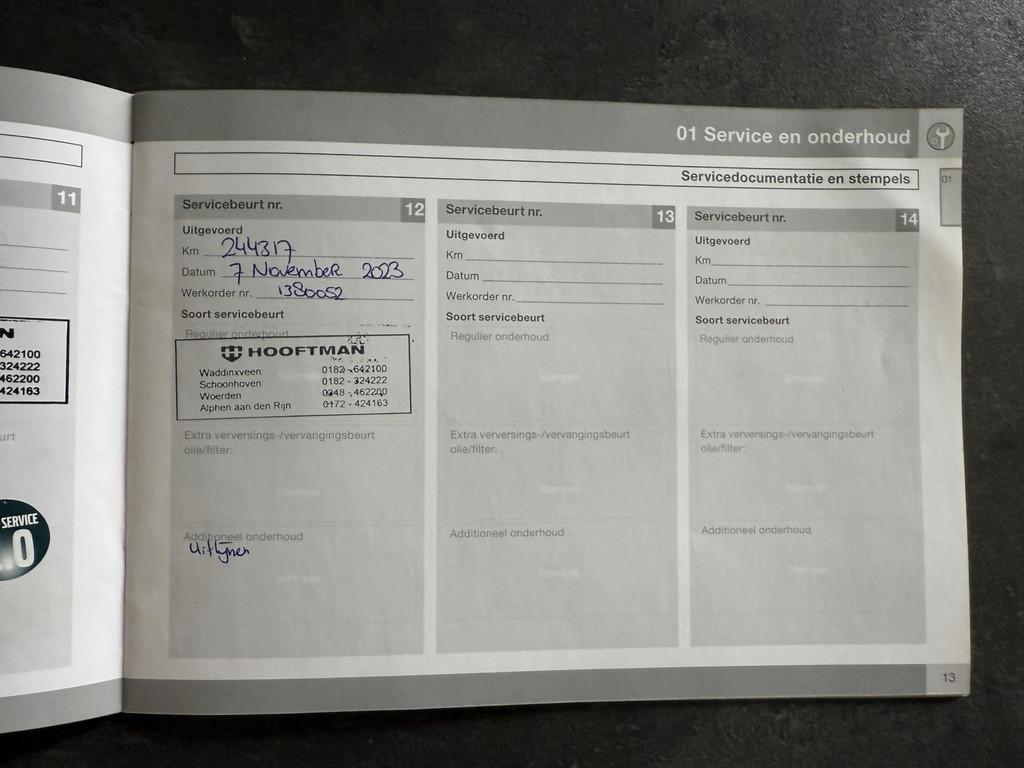 01 Service en onderhoud
01
Servicedocumentatie en stempels
11
N
642100
324222
462200
424163
urt
SERVICE
.0
Servicebeurt nr. 12
Uitgevoerd
Km 244317
Datum 7 November 2023
Werkorder nr. 1380052
Soort servicebeurt
Regulier onderhoud
HOOFTMAN
Waddinxveen 0182-642100
Schoonhoven 0182-324222
Woerden 0348-462200
Alphen aan den Rijn 0172-424163
Extra verversings-/vervangingsbeurt
olie/filter:
Additioneel onderhoud
Uitlijnen
Servicebeurt nr. 13
Uitgevoerd
Km
Datum
Werkorder nr.
Soort servicebeurt
Regulier onderhoud
Extra verversings-/vervangingsbeurt
olie/filter:
Additioneel onderhoud
Servicebeurt nr. 14
Uitgevoerd
Km
Datum
Werkorder nr.
Soort servicebeurt
Regulier onderhoud
Extra verversings-/vervangingsbeurt
olie/filter:
Additioneel onderhoud
13